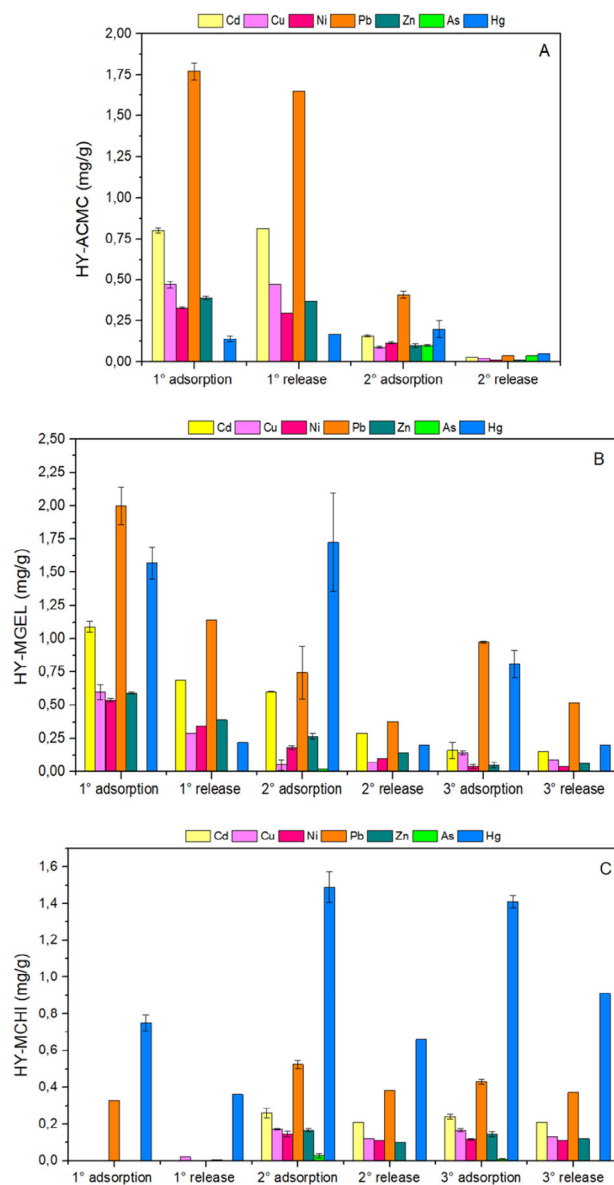 Cd Cu Ni Pb Zn As Hg
A
2,00
1,75
1,50
1,25
1,00
0,75
0,50
0,25
0,00
HY-ACMC (mg/g)
1° adsorption 1° release 2° adsorption 2° release
Cd Cu Ni Pb Zn As Hg
B
2,50
2,25
2,00
1,75
1,50
1,25
1,00
0,75
0,50
0,25
0,00
HY-MGEL (mg/g)
1° adsorption 1° release 2° adsorption 2° release 3° adsorption 3° release
Cd Cu Ni Pb Zn As Hg
C
1,6
1,4
1,2
1,0
0,8
0,6
0,4
0,2
0,0
HY-MCHI (mg/g)
1° adsorption 1° release 2° adsorption 2° release 3° adsorption 3° release